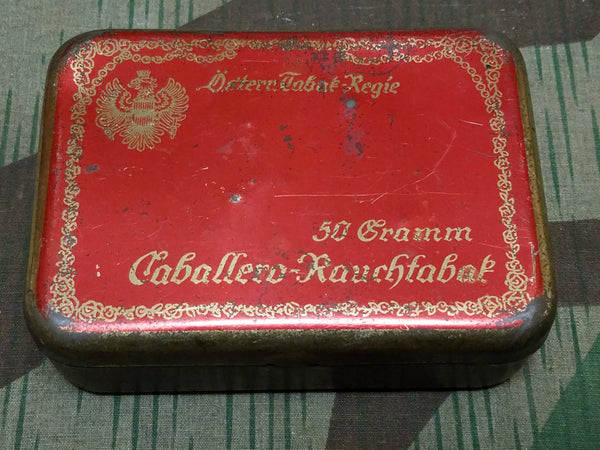 Österr. Tabak-Regie
50 Gramm
Caballero-Rauchtabak